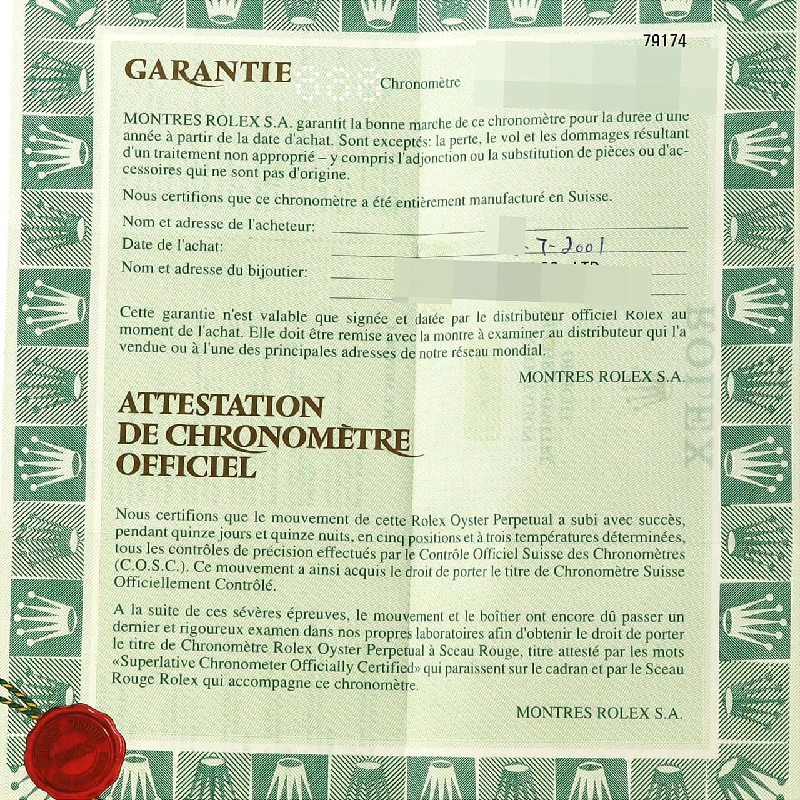 79174
GARANTIE
Chronomètre
MONTRES ROLEX S.A. garantit la bonne marche de ce chronomètre pour la durée d'une
année à partir de la date d'achat. Sont exceptés: la perte, le vol et les dommages résultant
d'un traitement non approprié – y compris l'adjonction ou la substitution de pièces ou d'ac-
cessoires qui ne sont pas d'origine.
Nous certifions que ce chronomètre a été entièrement manufacturé en Suisse.
Nom et adresse de l'acheteur:
Date de l'achat: -7-2001
Nom et adresse du bijoutier: LTD
Cette garantie n'est valable que signée et datée par le distributeur officiel Rolex au
moment de l'achat. Elle doit être remise avec la montre à examiner au distributeur qui l'a
vendue ou à l'une des principales adresses de notre réseau mondial.
MONTRES ROLEX S.A.
ROLEX
ATTESTATION
DE CHRONOMÈTRE
OFFICIEL
Nous certifions que le mouvement de cette Rolex Oyster Perpetual a subi avec succès,
pendant quinze jours et quinze nuits, en cinq positions et à trois températures déterminées,
tous les contrôles de précision effectués par le Contrôle Officiel Suisse des Chronomètres
(C.O.S.C.). Ce mouvement a ainsi acquis le droit de porter le titre de Chronomètre Suisse
Officiellement Contrôlé.
A la suite de ces sévères épreuves, le mouvement et le boîtier ont encore dû passer un
dernier et rigoureux examen dans nos propres laboratoires afin d'obtenir le droit de porter
le titre de Chronomètre Rolex Oyster Perpetual à Sceau Rouge, titre attesté par les mots
«Superlative Chronometer Officially Certified» qui paraissent sur le cadran et par le Sceau
Rouge Rolex qui accompagne ce chronomètre.
MONTRES ROLEX S.A.